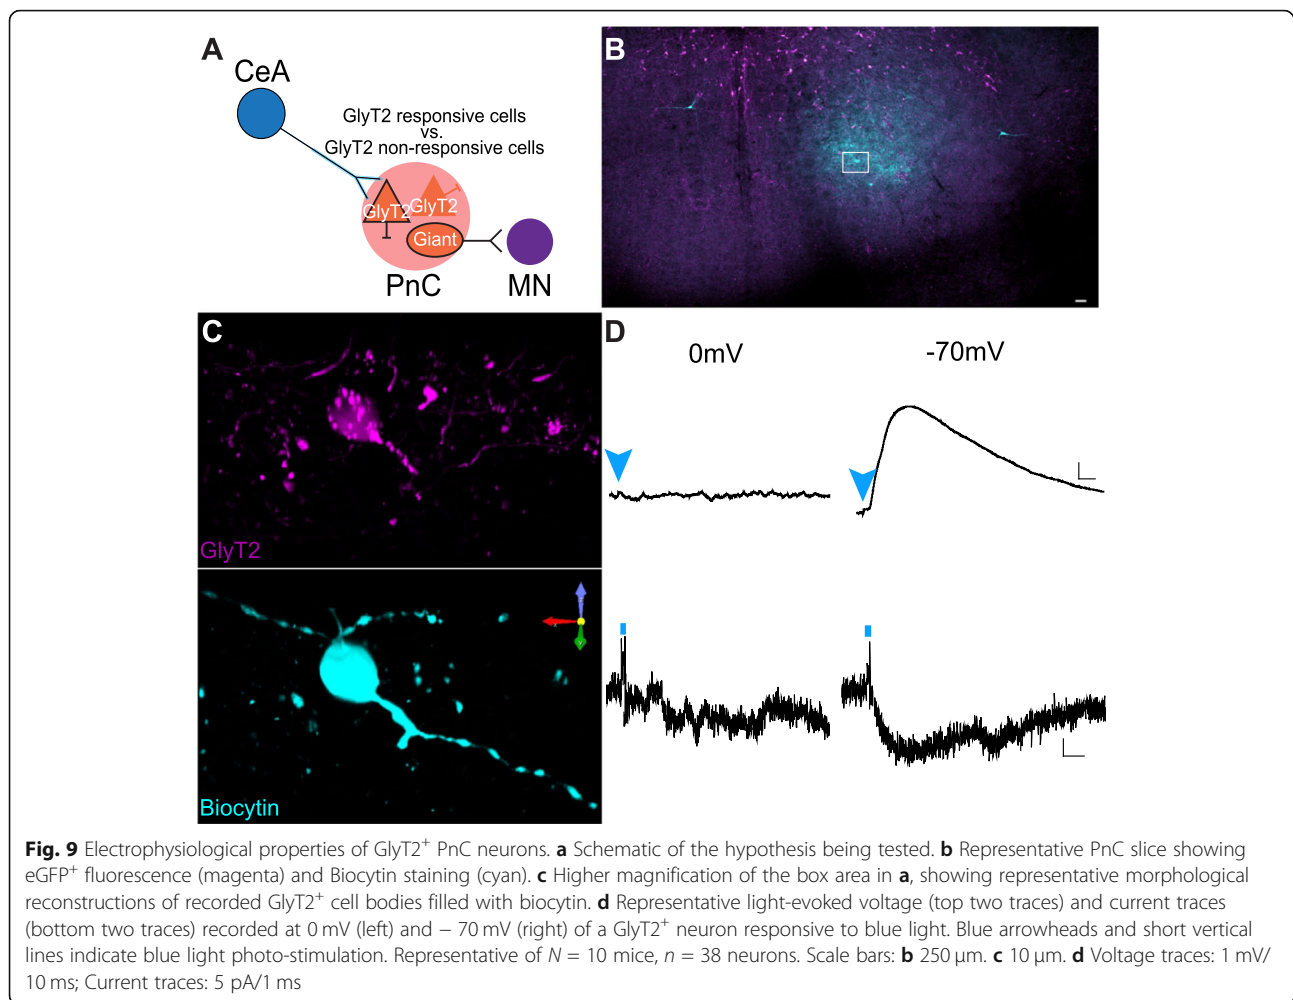 A
CeA
GlyT2 responsive cells
vs.
GlyT2 non-responsive cells
GlyT2
GlyT2
Giant
PnC
MN
B
C
GlyT2
Biocytin
D
0mV
-70mV
Fig. 9 Electrophysiological properties of GlyT2⁺ PnC neurons. a Schematic of the hypothesis being tested. b Representative PnC slice showing
eGFP⁺ fluorescence (magenta) and Biocytin staining (cyan). c Higher magnification of the box area in a, showing representative morphological
reconstructions of recorded GlyT2⁺ cell bodies filled with biocytin. d Representative light-evoked voltage (top two traces) and current traces
(bottom two traces) recorded at 0 mV (left) and − 70 mV (right) of a GlyT2⁺ neuron responsive to blue light. Blue arrowheads and short vertical
lines indicate blue light photo-stimulation. Representative of N = 10 mice, n = 38 neurons. Scale bars: b 250 μm. c 10 μm. d Voltage traces: 1 mV/
10 ms; Current traces: 5 pA/1 ms